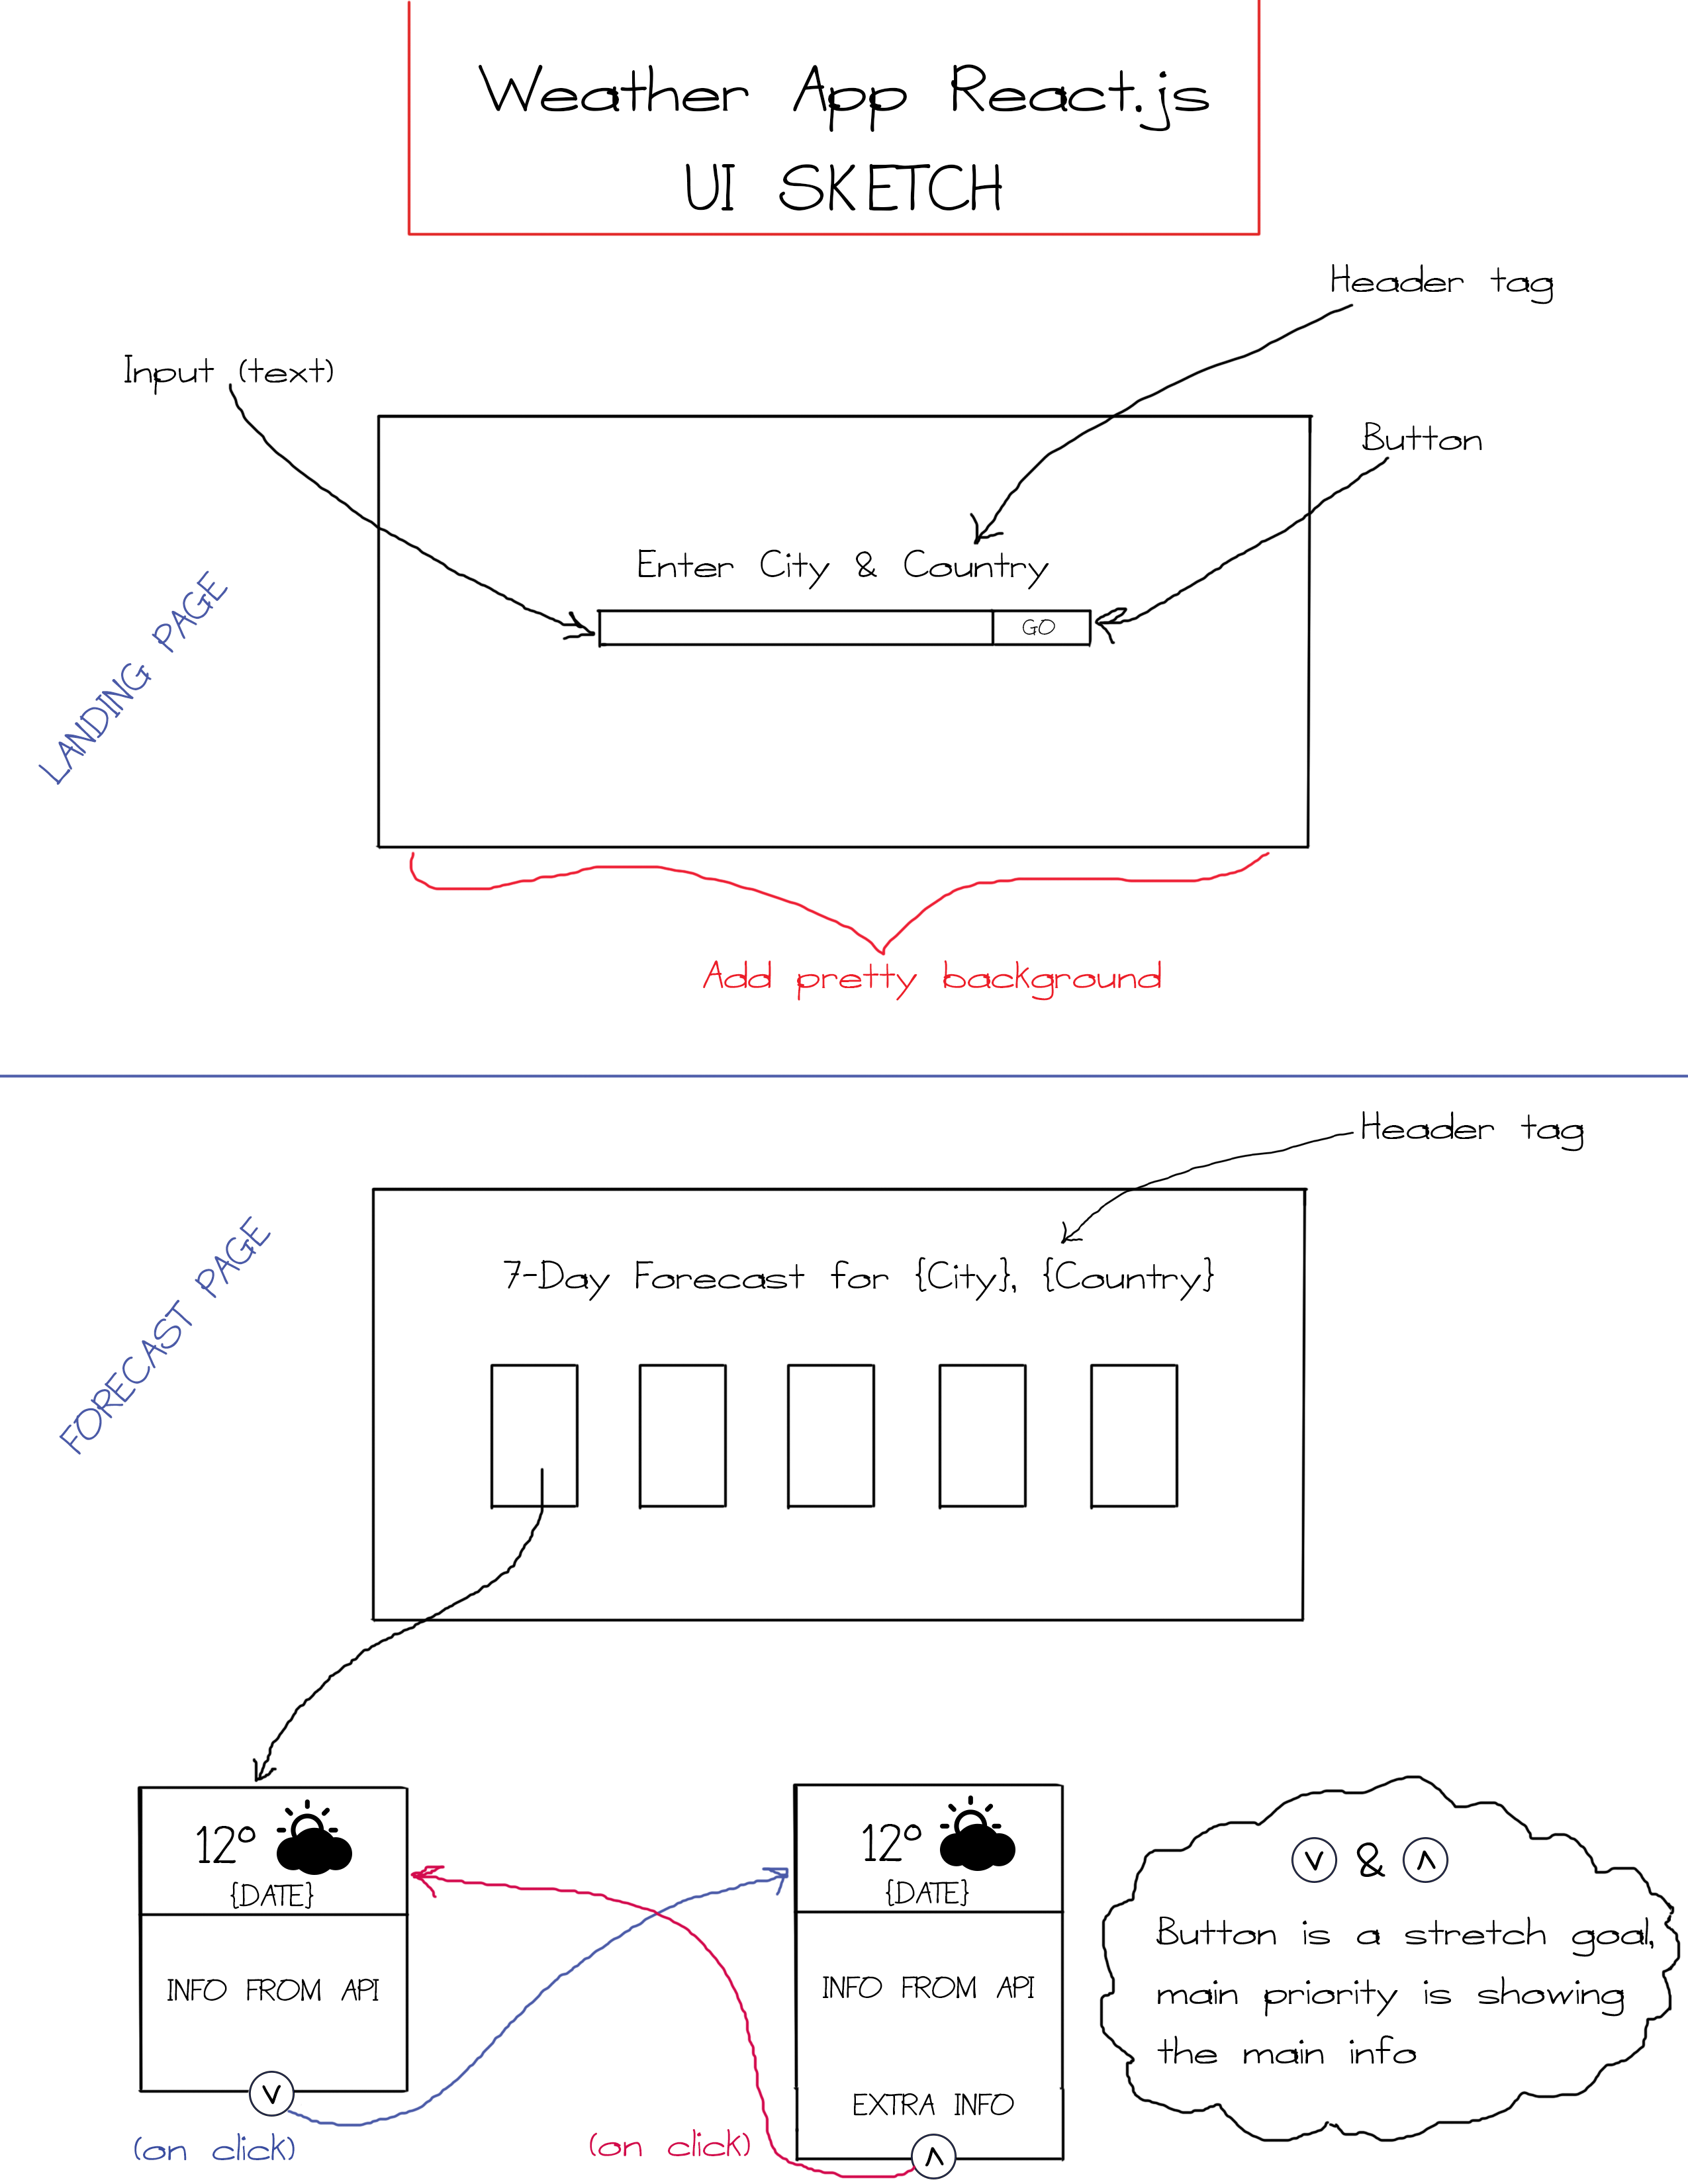 Weather App React.js
UI SKETCH
Header tag
Input (text)
Button
Enter City & Country
GO
LANDING PAGE
Add pretty background
Header tag
FORECAST PAGE
7-Day Forecast for {City}, {Country}
12°
{DATE}
INFO FROM API
V
(on click)
12°
{DATE}
INFO FROM API
EXTRA INFO
(on click)
Λ
V & Λ
Button is a stretch goal,
main priority is showing
the main info